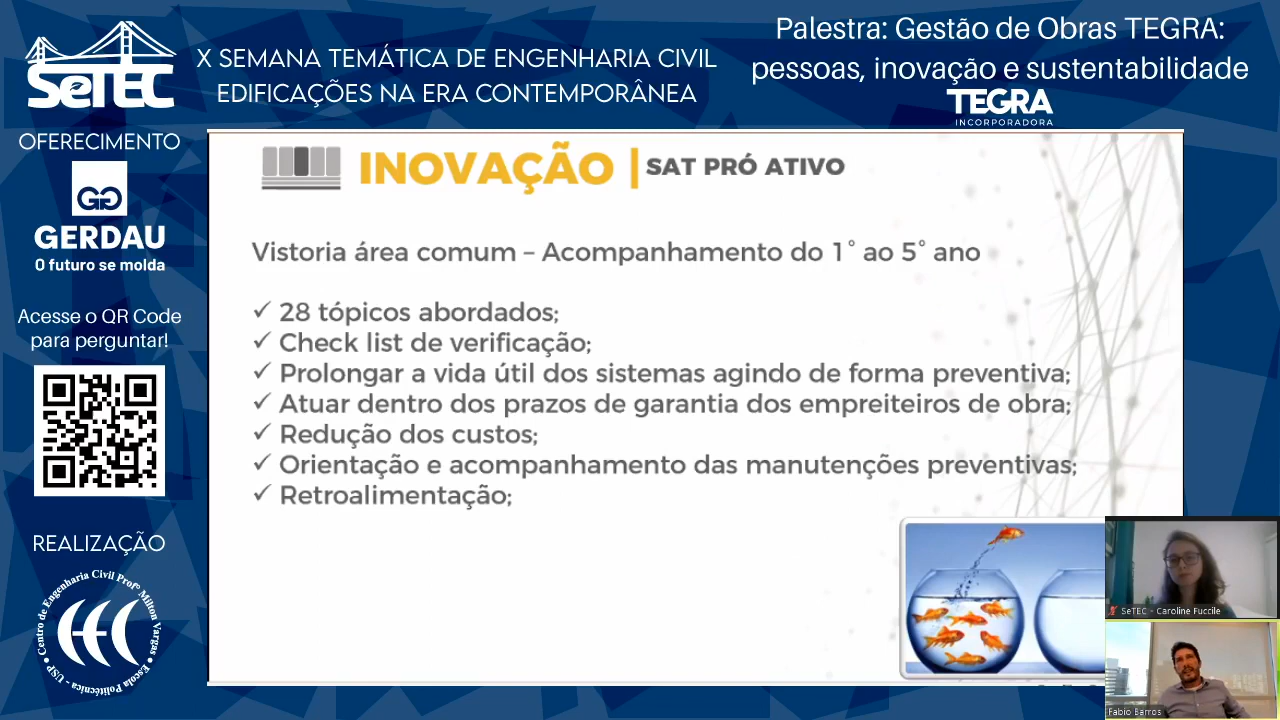 SeTEC
X SEMANA TEMÁTICA DE ENGENHARIA CIVIL
EDIFICAÇÕES NA ERA CONTEMPORÂNEA
Palestra: Gestão de Obras TEGRA:
pessoas, inovação e sustentabilidade
TEGRA
INCORPORADORA
OFERECIMENTO
GERDAU
O futuro se molda
Acesse o QR Code
para perguntar!
REALIZAÇÃO
Centro de Engenharia Civil Profº Milton Vargas • Escola Politécnica - USP •
INOVAÇÃO | SAT PRÓ ATIVO
Vistoria área comum – Acompanhamento do 1° ao 5° ano
✓ 28 tópicos abordados;
✓ Check list de verificação;
✓ Prolongar a vida útil dos sistemas agindo de forma preventiva;
✓ Atuar dentro dos prazos de garantia dos empreiteiros de obra;
✓ Redução dos custos;
✓ Orientação e acompanhamento das manutenções preventivas;
✓ Retroalimentação;
SeTEC - Caroline Fuccile
Fabio Barros